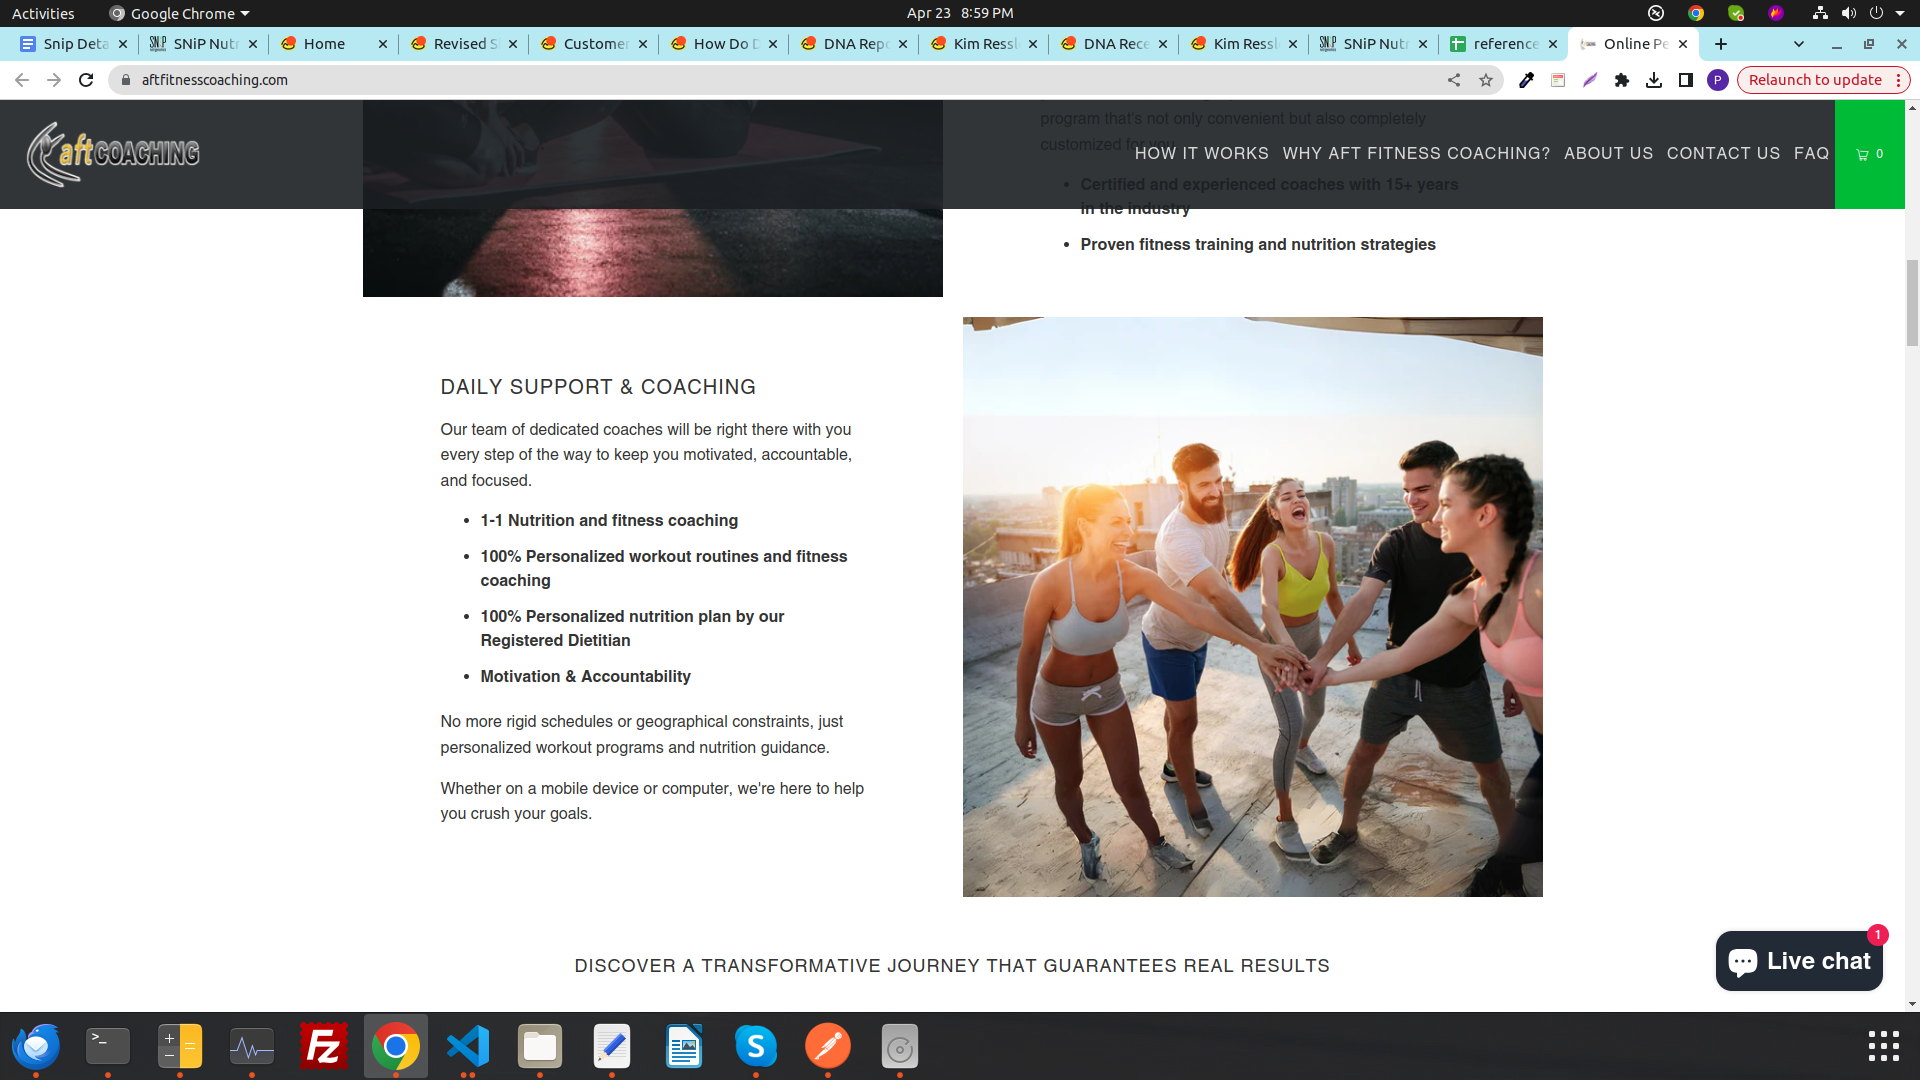 Activities
Google Chrome
Apr 23 8:59 PM
Snip Deta
SNiP Nutr
Home
Revised S
Customer
How Do D
DNA Rep
Kim Ressl
DNA Rece
Kim Ressl
SNiP Nutr
reference
Online Pe
aftfitnesscoaching.com
P
Relaunch to update
aftCOACHING
program that's not only convenient but also completely
customized for you.
HOW IT WORKS WHY AFT FITNESS COACHING? ABOUT US CONTACT US FAQ
0
• Certified and experienced coaches with 15+ years
in the industry
• Proven fitness training and nutrition strategies
DAILY SUPPORT & COACHING
Our team of dedicated coaches will be right there with you
every step of the way to keep you motivated, accountable,
and focused.
• 1-1 Nutrition and fitness coaching
• 100% Personalized workout routines and fitness
coaching
• 100% Personalized nutrition plan by our
Registered Dietitian
• Motivation & Accountability
No more rigid schedules or geographical constraints, just
personalized workout programs and nutrition guidance.
Whether on a mobile device or computer, we're here to help
you crush your goals.
DISCOVER A TRANSFORMATIVE JOURNEY THAT GUARANTEES REAL RESULTS
1
Live chat